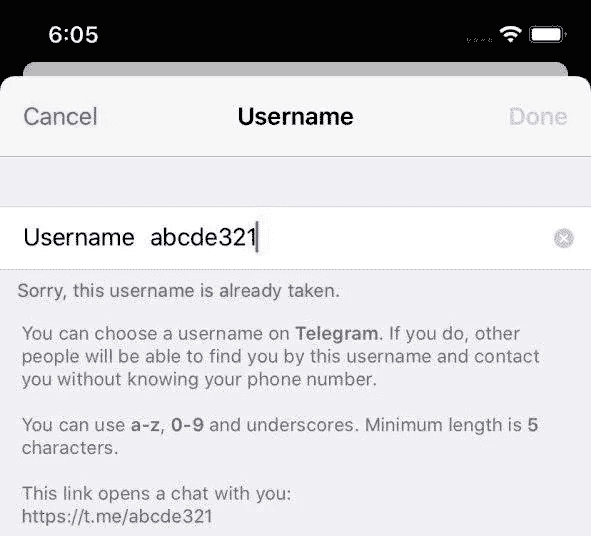 6:05
Cancel Username Done
Username abcde321
Sorry, this username is already taken.
You can choose a username on Telegram. If you do, other
people will be able to find you by this username and contact
you without knowing your phone number.
You can use a-z, 0-9 and underscores. Minimum length is 5
characters.
This link opens a chat with you:
https://t.me/abcde321